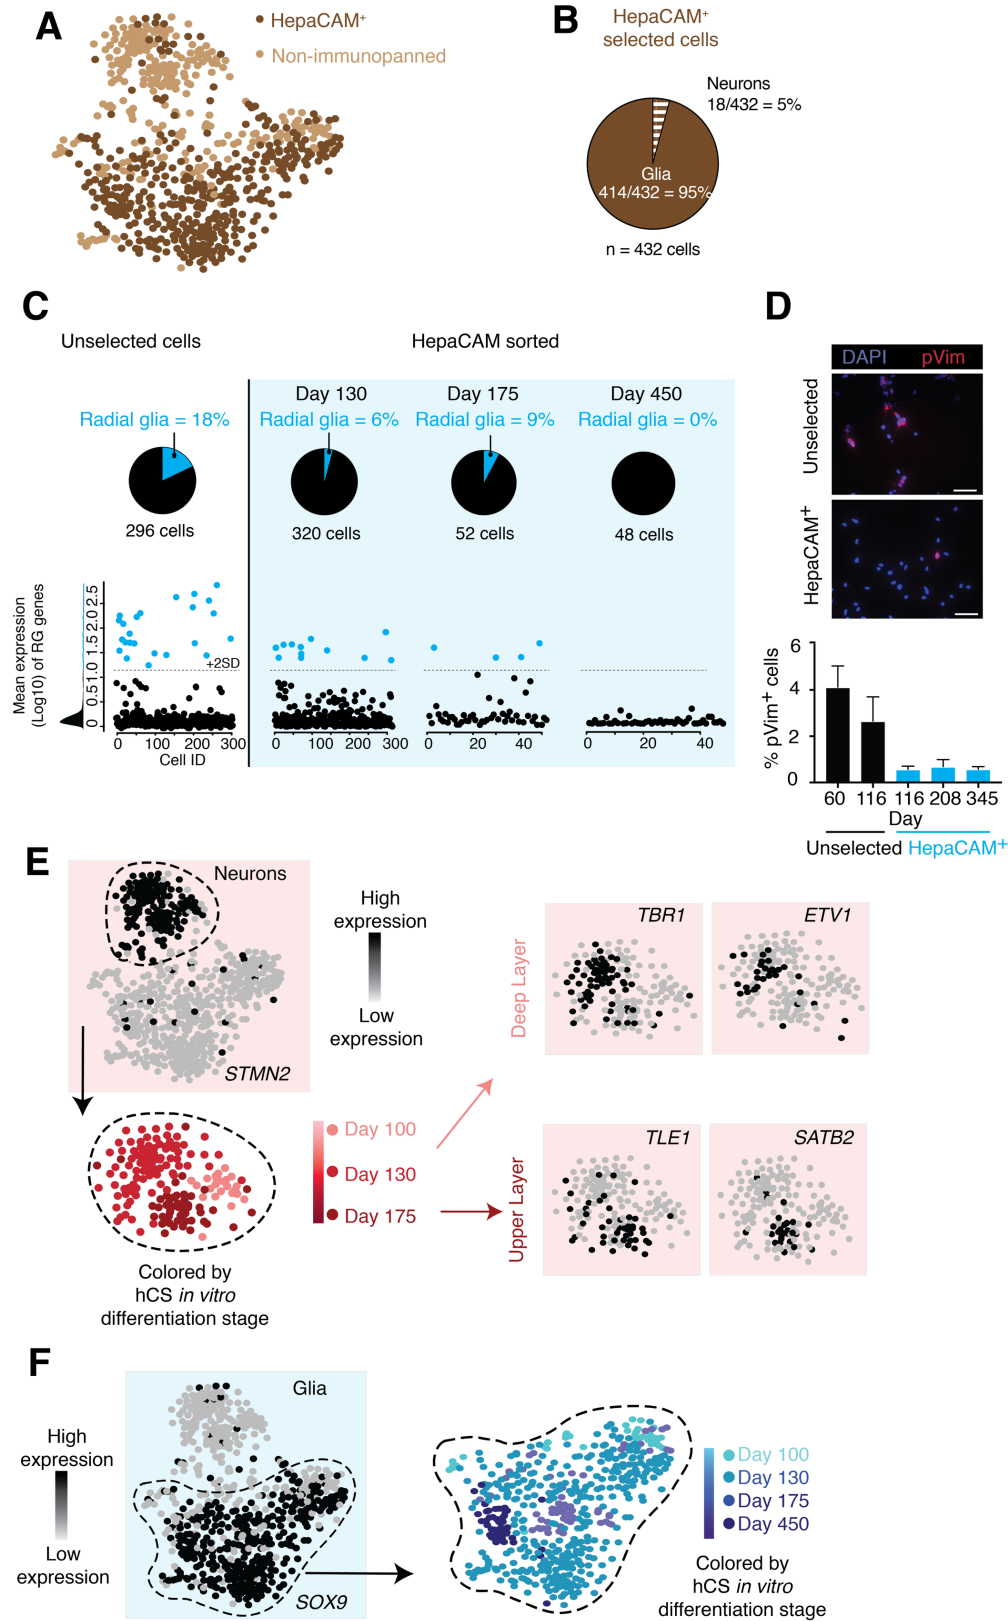 A
HepaCAM+
Non-immunopanned
B
HepaCAM+
selected cells
Neurons
18/432 = 5%
Glia
414/432 = 95%
n = 432 cells
C
Unselected cells
HepaCAM sorted
Radial glia = 18%
296 cells
Day 130
Radial glia = 6%
320 cells
Day 175
Radial glia = 9%
52 cells
Day 450
Radial glia = 0%
48 cells
Mean expression
(Log10) of RG genes
0 0.5 1.0 1.5 2.0 2.5
+2SD
0 100 200 300
Cell ID
0 100 200 300
0 20 40
0 20 40
D
DAPI pVim
Unselected
HepaCAM+
% pVim+ cells
6
4
2
0
60 116 116 208 345
Day
Unselected HepaCAM+
E
Neurons
STMN2
High
expression
Low
expression
Day 100
Day 130
Day 175
Colored by
hCS in vitro
differentiation stage
Deep Layer
TBR1
ETV1
Upper Layer
TLE1
SATB2
F
High
expression
Low
expression
Glia
SOX9
Day 100
Day 130
Day 175
Day 450
Colored by
hCS in vitro
differentiation stage